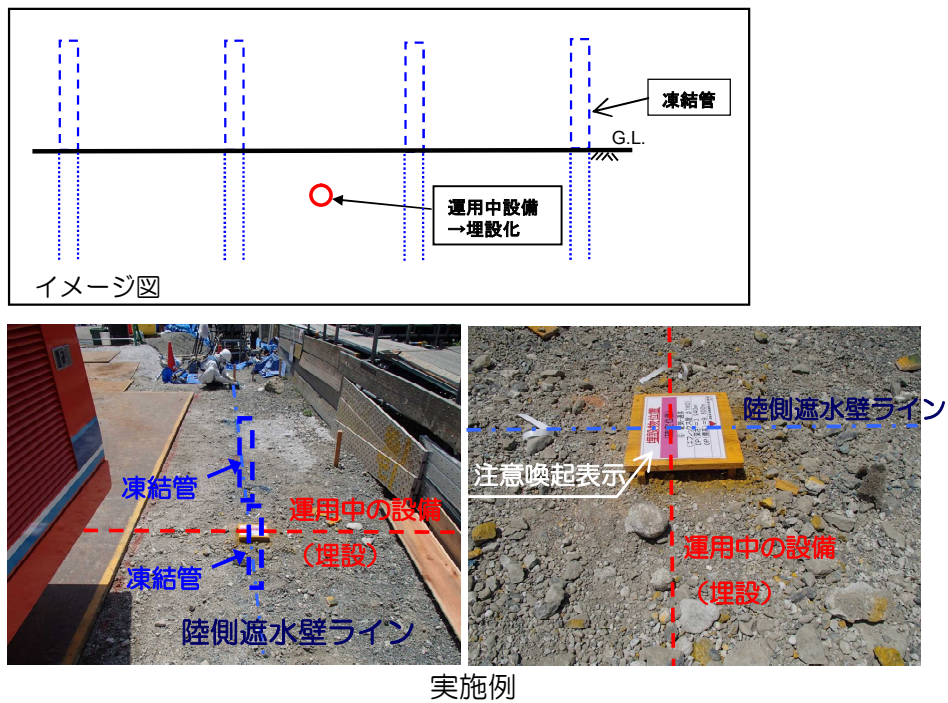 凍結管
G.L.
運用中設備
→埋設化
イメージ図
凍結管
運用中の設備
（埋設）
凍結管
陸側遮水壁ライン
陸側遮水壁ライン
注意喚起表示
運用中の設備
（埋設）
実施例